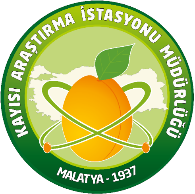 KAYISI ARAŞTIRMA İSTASYONU MÜDÜRLÜĞÜ
MALATYA - 1937